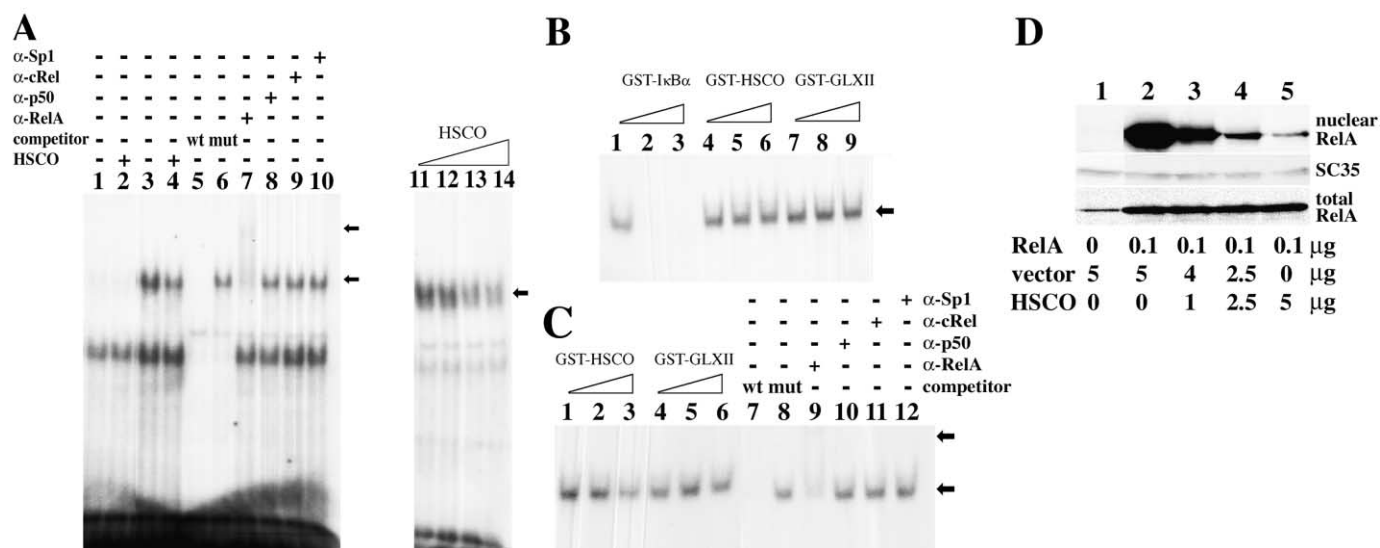 A
α-Sp1 - - - - - - - - - +
α-cRel - - - - - - - - + -
α-p50 - - - - - - - + - -
α-RelA - - - - - - + - - -
competitor - - - - wt mut - - - -
HSCO - + - + - - - - - -
1 2 3 4 5 6 7 8 9 10
HSCO
11 12 13 14
B
GST-IκBα GST-HSCO GST-GLXII
1 2 3 4 5 6 7 8 9
C
- - - - - + α-Sp1
- - - - + - α-cRel
- - - + - - α-p50
- - + - - - α-RelA
wt mut - - - - competitor
GST-HSCO GST-GLXII
1 2 3 4 5 6 7 8 9 10 11 12
D
1 2 3 4 5
nuclear
RelA
SC35
total
RelA
RelA 0 0.1 0.1 0.1 0.1 μg
vector 5 5 4 2.5 0 μg
HSCO 0 0 1 2.5 5 μg